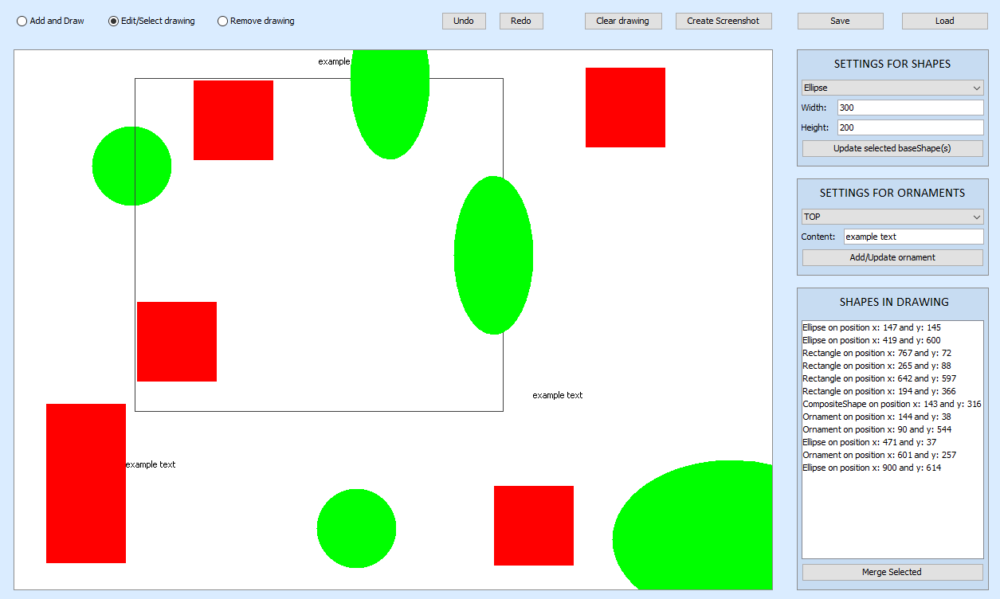 Add and Draw
Edit/Select drawing
Remove drawing
Undo
Redo
Clear drawing
Create Screenshot
Save
Load
example
example text
example text
SETTINGS FOR SHAPES
Ellipse
Width: 300
Height: 200
Update selected baseShape(s)
SETTINGS FOR ORNAMENTS
TOP
Content: example text
Add/Update ornament
SHAPES IN DRAWING
Ellipse on position x: 147 and y: 145
Ellipse on position x: 419 and y: 600
Rectangle on position x: 767 and y: 72
Rectangle on position x: 265 and y: 88
Rectangle on position x: 642 and y: 597
Rectangle on position x: 194 and y: 366
CompositeShape on position x: 143 and y: 316
Ornament on position x: 144 and y: 38
Ornament on position x: 90 and y: 544
Ellipse on position x: 471 and y: 37
Ornament on position x: 601 and y: 257
Ellipse on position x: 900 and y: 614
Merge Selected